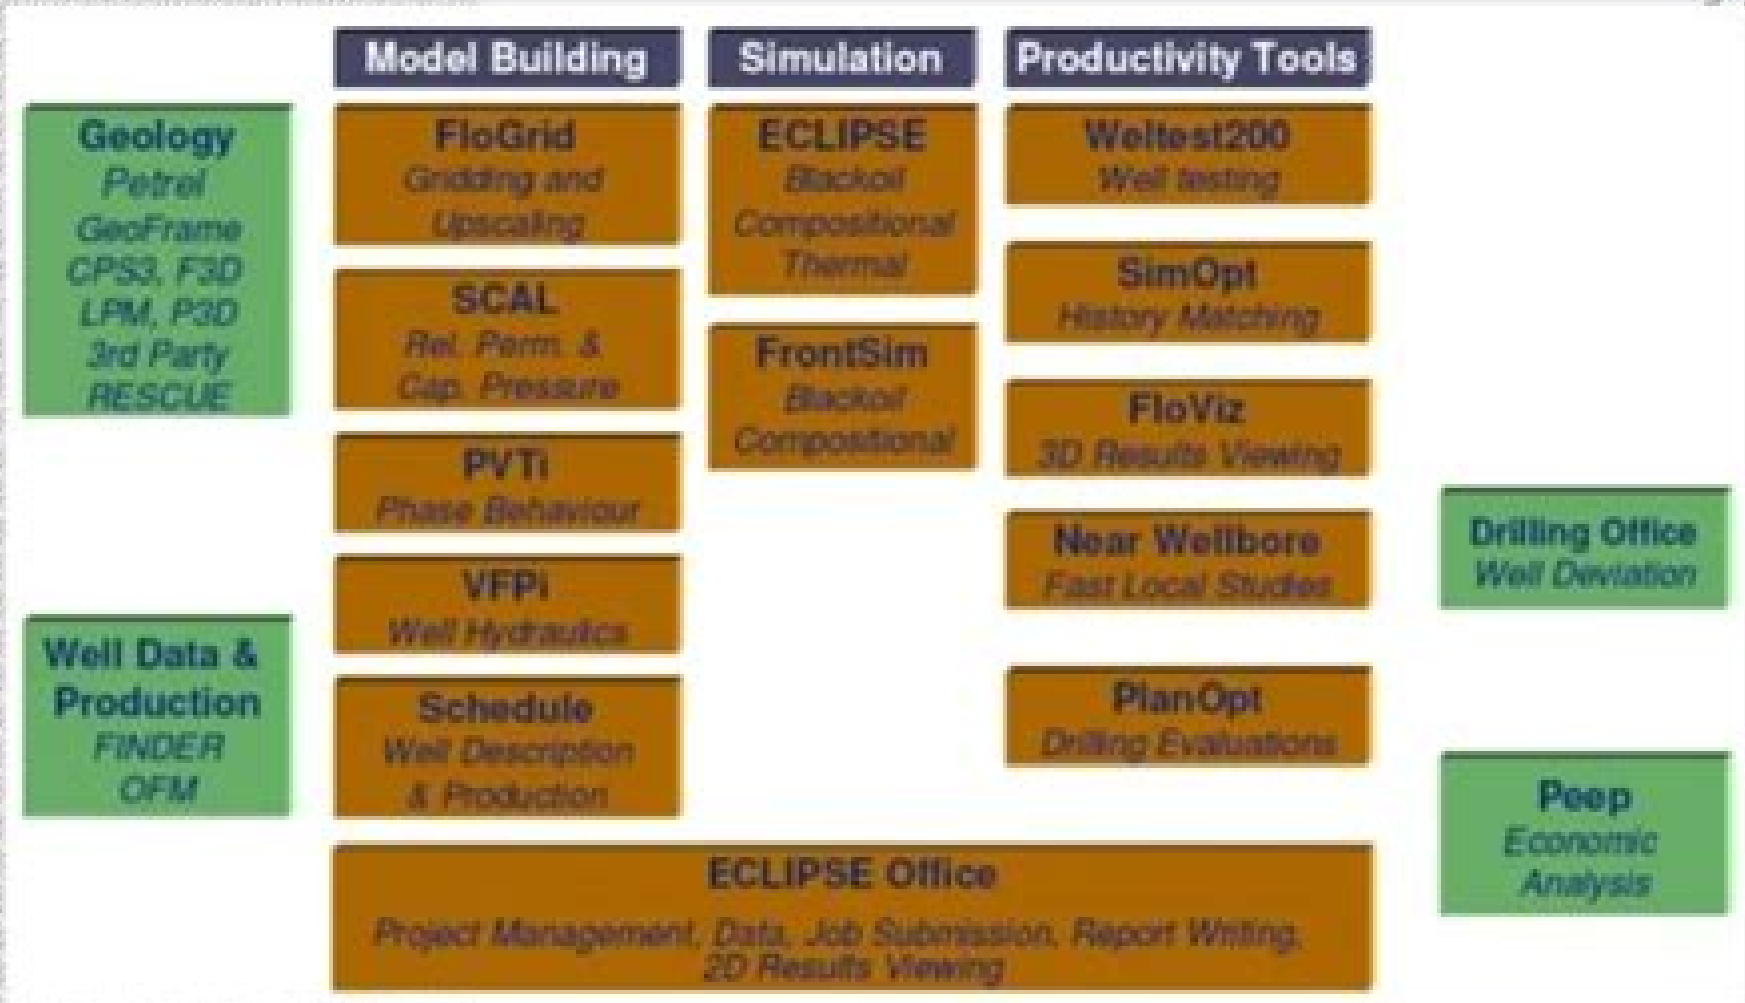 Model Building
Simulation
Productivity Tools
Geology
Petrel
GeoFrame
CPS3, F3D
LPM, P3D
3rd Party
RESCUE
Well Data &
Production
FINDER
OFM
FloGrid
Gridding and
Upscaling
SCAL
Rel. Perm. &
Cap. Pressure
PVTi
Phase Behaviour
VFPi
Well Hydraulics
Schedule
Well Description
& Production
ECLIPSE
Blackoil
Compositional
Thermal
FrontSim
Blackoil
Compositional
Weltest200
Well testing
SimOpt
History Matching
FloViz
3D Results Viewing
Near Wellbore
Fast Local Studies
PlanOpt
Drilling Evaluations
Drilling Office
Well Deviation
Peep
Economic
Analysis
ECLIPSE Office
Project Management, Data, Job Submission, Report Writing,
2D Results Viewing